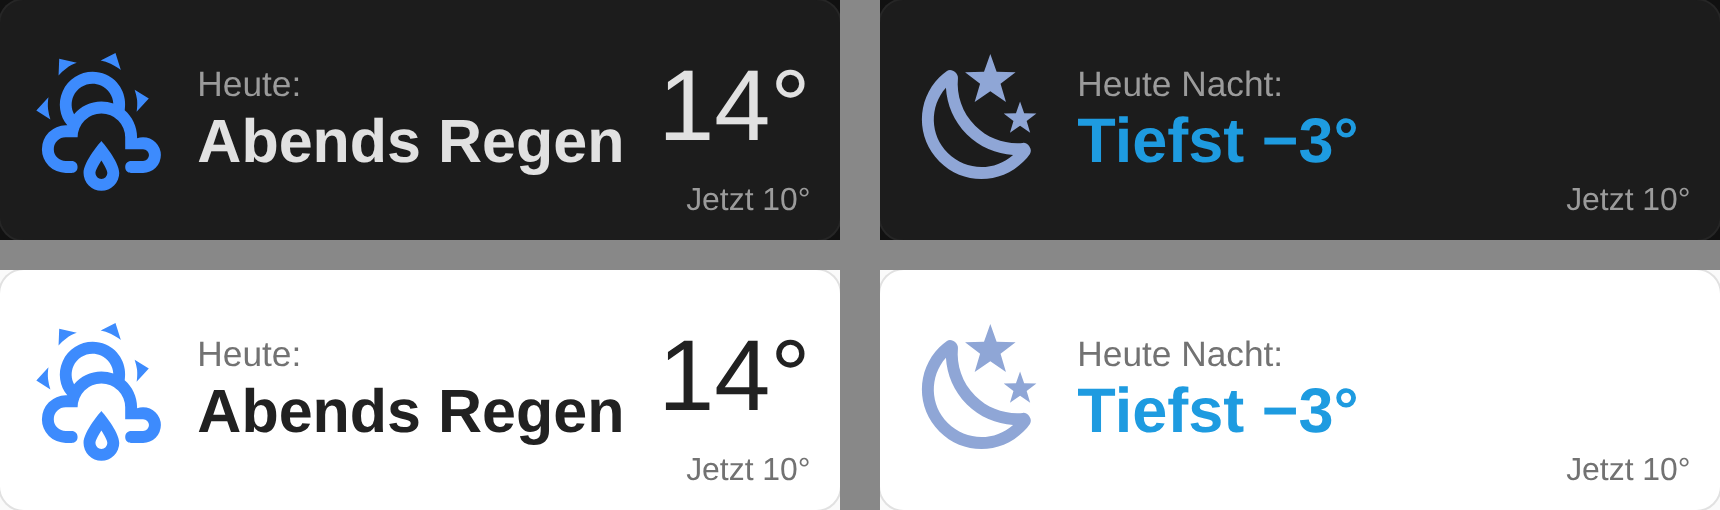 Heute:
Abends Regen
14°
Jetzt 10°
Heute Nacht:
Tiefst −3°
Jetzt 10°
Heute:
Abends Regen
14°
Jetzt 10°
Heute Nacht:
Tiefst −3°
Jetzt 10°